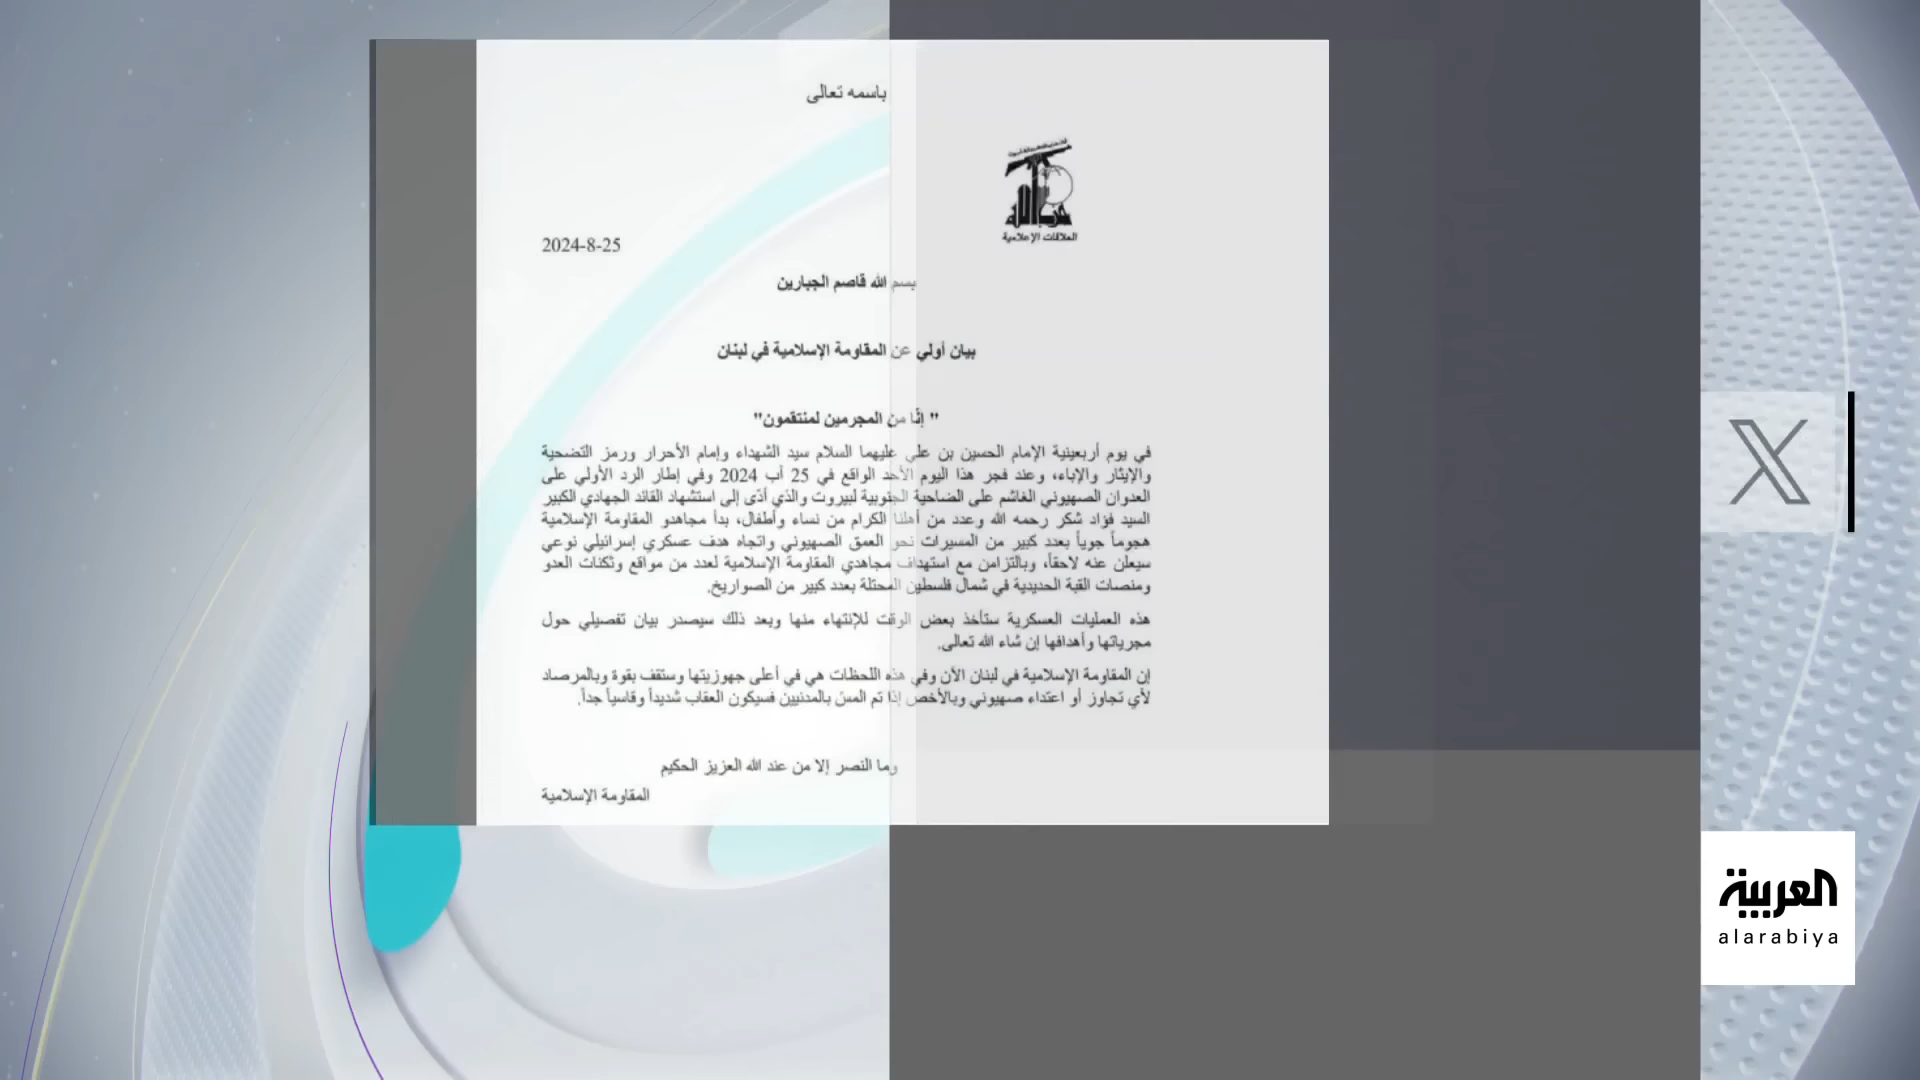 باسمه تعالى
حزب الله
العلاقات الإعلامية
2024-8-25
بسم الله قاصم الجبارين
بيان أولي عن المقاومة الإسلامية في لبنان
" إنّا من المجرمين لمنتقمون"
في يوم أربعينية الإمام الحسين بن علي عليهما السلام سيد الشهداء وإمام الأحرار ورمز التضحية
والإيثار والإباء، وعند فجر هذا اليوم الأحد الواقع في 25 آب 2024 وفي إطار الرد الأولي على
العدوان الصهيوني الغاشم على الضاحية الجنوبية لبيروت والذي أدّى إلى استشهاد القائد الجهادي الكبير
السيد فؤاد شكر رحمه الله وعدد من أهلنا الكرام من نساء وأطفال، بدأ مجاهدو المقاومة الإسلامية
هجوماً جوياً بعدد كبير من المسيرات نحو العمق الصهيوني واتجاه هدف عسكري إسرائيلي نوعي
سيعلن عنه لاحقاً، وبالتزامن مع استهداف مجاهدي المقاومة الإسلامية لعدد من مواقع وثكنات العدو
ومنصات القبة الحديدية في شمال فلسطين المحتلة بعدد كبير من الصواريخ.
هذه العمليات العسكرية ستأخذ بعض الوقت للإنتهاء منها وبعد ذلك سيصدر بيان تفصيلي حول
مجرياتها وأهدافها إن شاء الله تعالى.
إن المقاومة الإسلامية في لبنان الآن وفي هذه اللحظات هي في أعلى جهوزيتها وستقف بقوة وبالمرصاد
لأي تجاوز أو اعتداء صهيوني وبالأخص إذا تم المسّ بالمدنيين فسيكون العقاب شديداً وقاسياً جداً.
وما النصر إلا من عند الله العزيز الحكيم
المقاومة الإسلامية
X
العربية
alarabiya